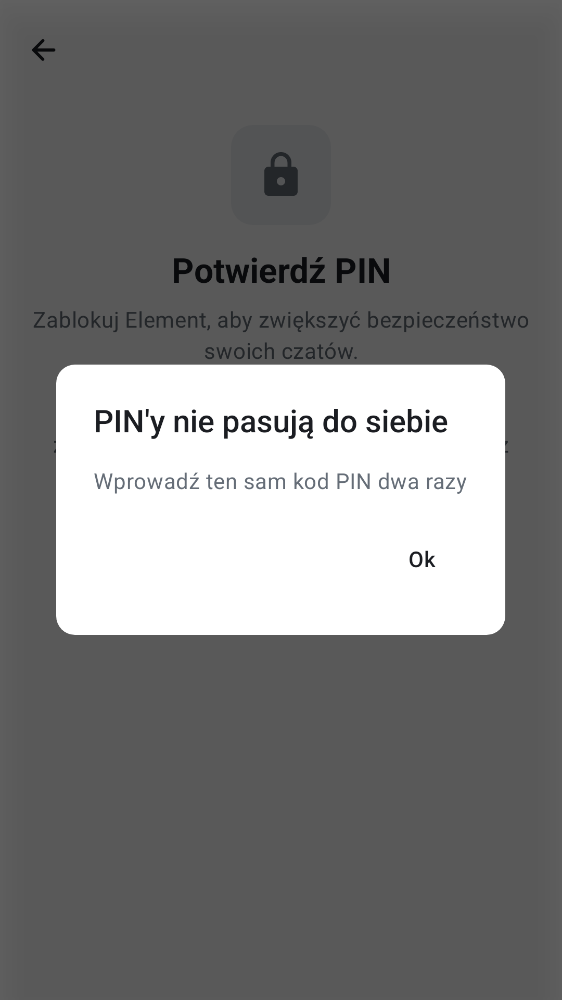 Potwierdź PIN
Zablokuj Element, aby zwiększyć bezpieczeństwo
swoich czatów.
PIN'y nie pasują do siebie
Wprowadź ten sam kod PIN dwa razy
Ok